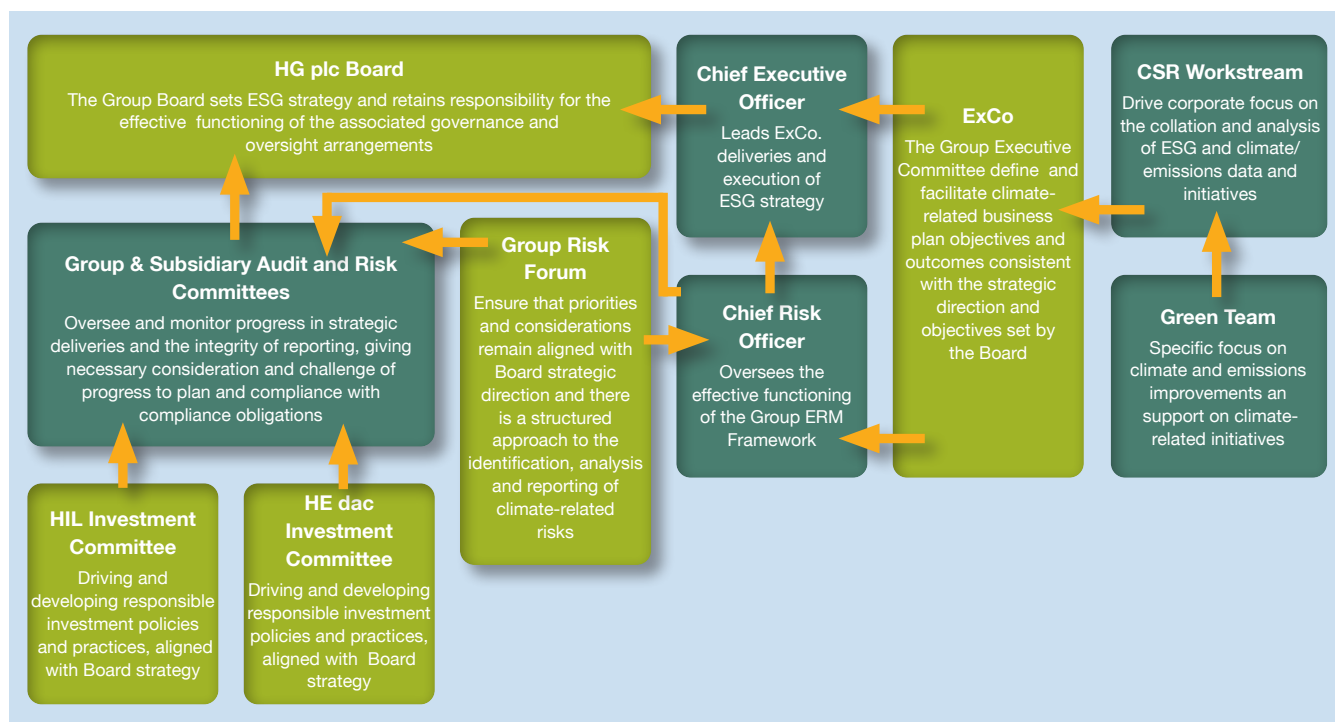 HG plc Board
The Group Board sets ESG strategy and retains responsibility for the
effective functioning of the associated governance and
oversight arrangements
Chief Executive
Officer
Leads ExCo.
deliveries and
execution of
ESG strategy
ExCo
The Group Executive
Committee define and
facilitate climate-
related business
plan objectives and
outcomes consistent
with the strategic
direction and
objectives set by
the Board
CSR Workstream
Drive corporate focus on
the collation and analysis
of ESG and climate/
emissions data and
initiatives
Group & Subsidiary Audit and Risk
Committees
Oversee and monitor progress in strategic
deliveries and the integrity of reporting, giving
necessary consideration and challenge of
progress to plan and compliance with
compliance obligations
Group Risk
Forum
Ensure that priorities
and considerations
remain aligned with
Board strategic
direction and there
is a structured
approach to the
identification, analysis
and reporting of
climate-related
risks
Chief Risk
Officer
Oversees the
effective functioning
of the Group ERM
Framework
Green Team
Specific focus on
climate and emissions
improvements an
support on climate-
related initiatives
HIL Investment
Committee
Driving and
developing responsible
investment policies
and practices, aligned
with Board strategy
HE dac
Investment
Committee
Driving and developing
responsible investment
policies and practices,
aligned with Board
strategy